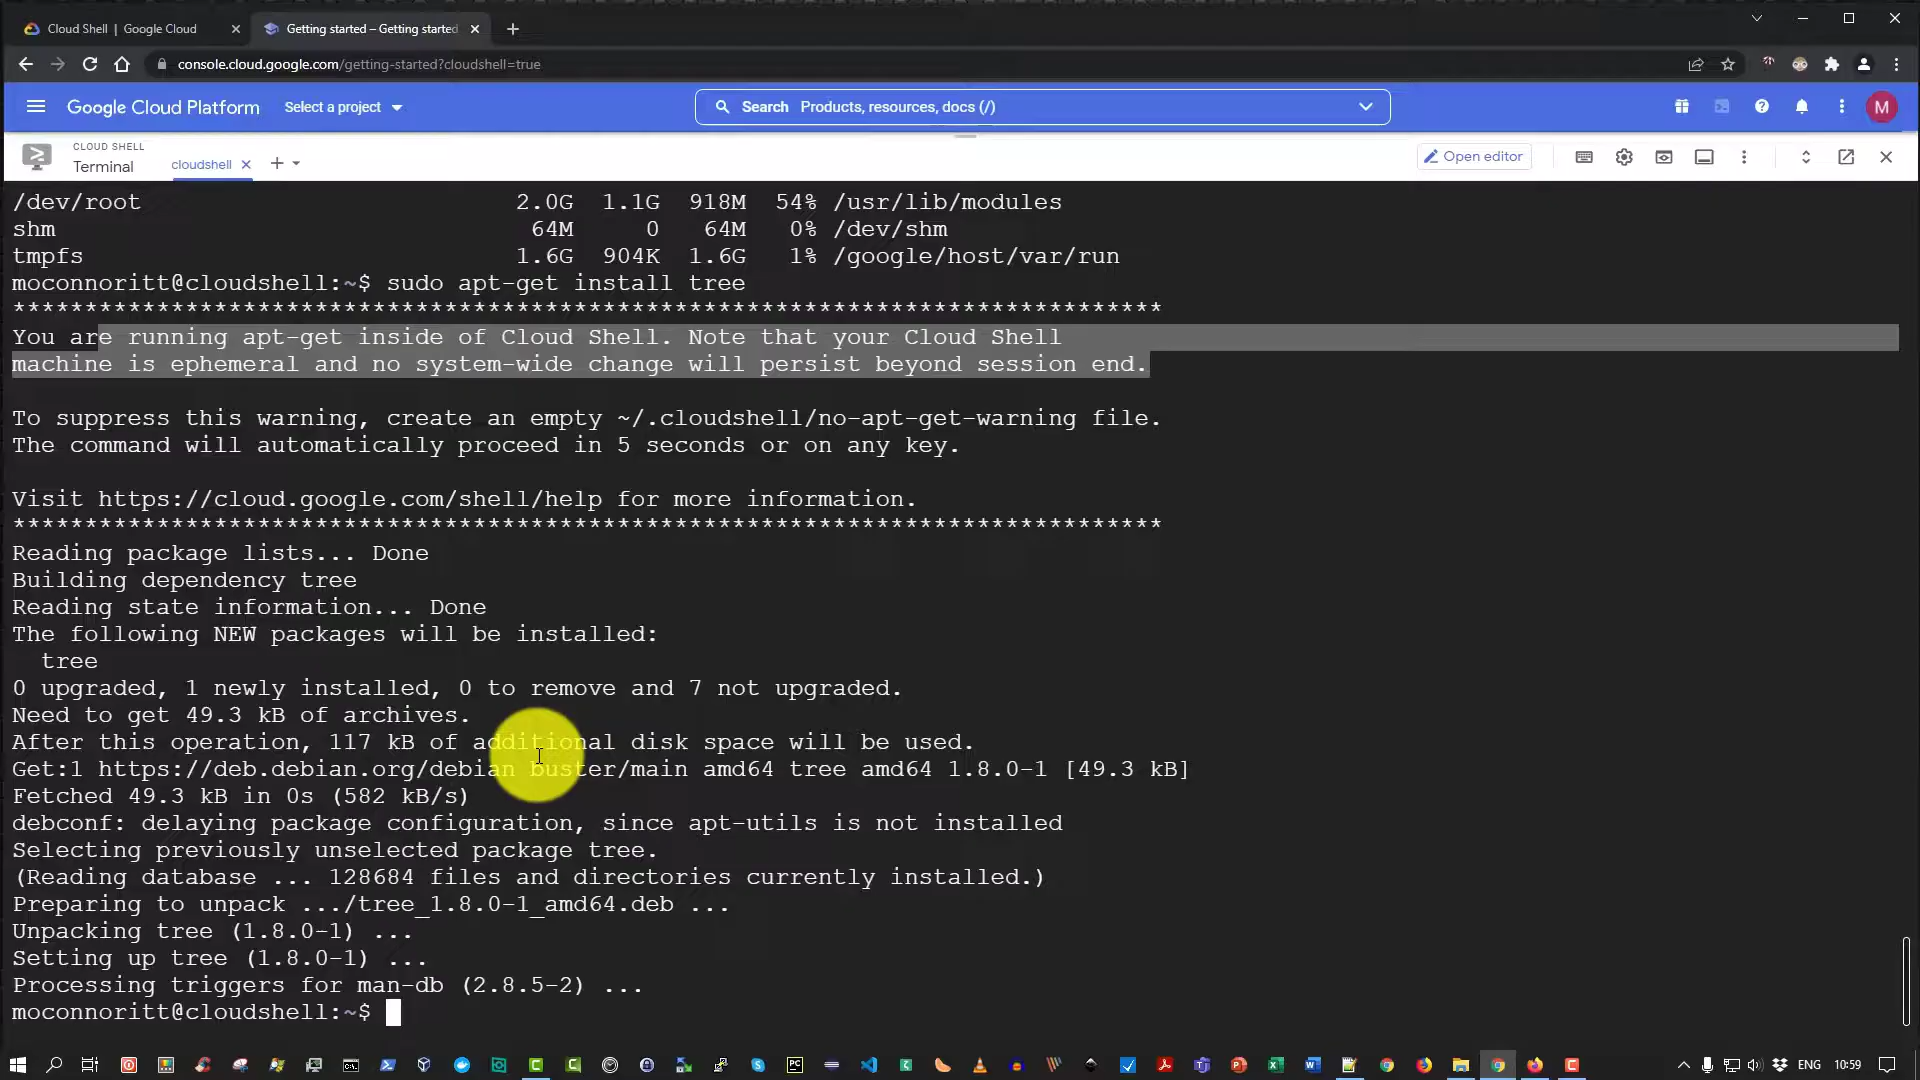 Cloud Shell | Google Cloud
Getting started – Getting started
console.cloud.google.com/getting-started?cloudshell=true
Google Cloud Platform
Select a project
Search Products, resources, docs (/)
M
CLOUD SHELL
Terminal
cloudshell
Open editor
/dev/root 2.0G 1.1G 918M 54% /usr/lib/modules
shm 64M 0 64M 0% /dev/shm
tmpfs 1.6G 904K 1.6G 1% /google/host/var/run
moconnoritt@cloudshell:~$ sudo apt-get install tree
********************************************************************************
You are running apt-get inside of Cloud Shell. Note that your Cloud Shell
machine is ephemeral and no system-wide change will persist beyond session end.
To suppress this warning, create an empty ~/.cloudshell/no-apt-get-warning file.
The command will automatically proceed in 5 seconds or on any key.
Visit https://cloud.google.com/shell/help for more information.
********************************************************************************
Reading package lists... Done
Building dependency tree
Reading state information... Done
The following NEW packages will be installed:
tree
0 upgraded, 1 newly installed, 0 to remove and 7 not upgraded.
Need to get 49.3 kB of archives.
After this operation, 117 kB of additional disk space will be used.
Get:1 https://deb.debian.org/debian buster/main amd64 tree amd64 1.8.0-1 [49.3 kB]
Fetched 49.3 kB in 0s (582 kB/s)
debconf: delaying package configuration, since apt-utils is not installed
Selecting previously unselected package tree.
(Reading database ... 128684 files and directories currently installed.)
Preparing to unpack .../tree_1.8.0-1_amd64.deb ...
Unpacking tree (1.8.0-1) ...
Setting up tree (1.8.0-1) ...
Processing triggers for man-db (2.8.5-2) ...
moconnoritt@cloudshell:~$
ENG 10:59